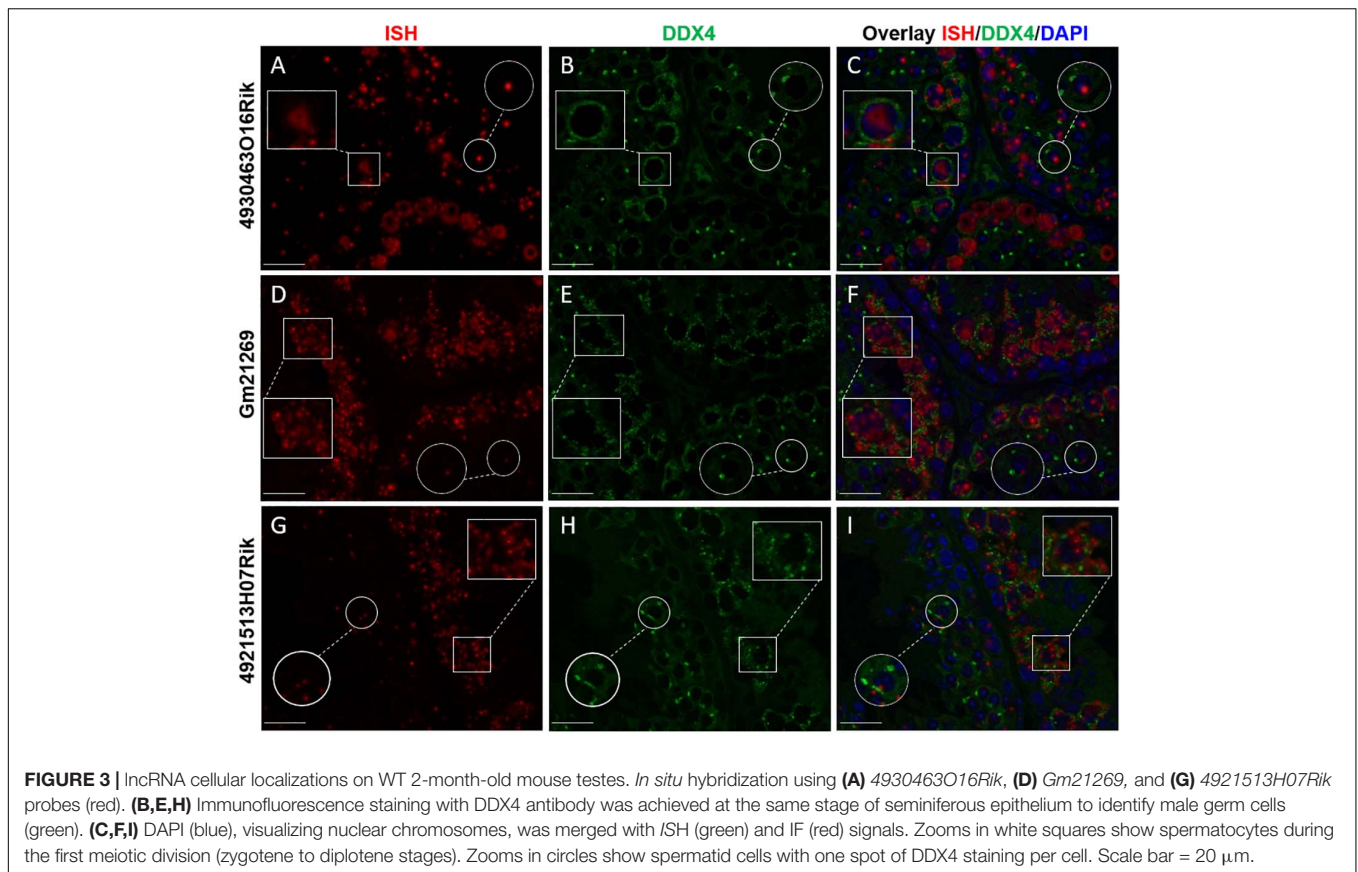 ISH DDX4 Overlay ISH/DDX4/DAPI
4930463O16Rik
A B C
Gm21269
D E F
4921513H07Rik
G H I
FIGURE 3 | lncRNA cellular localizations on WT 2-month-old mouse testes. In situ hybridization using (A) 4930463O16Rik, (D) Gm21269, and (G) 4921513H07Rik
probes (red). (B,E,H) Immunofluorescence staining with DDX4 antibody was achieved at the same stage of seminiferous epithelium to identify male germ cells
(green). (C,F,I) DAPI (blue), visualizing nuclear chromosomes, was merged with ISH (green) and IF (red) signals. Zooms in white squares show spermatocytes during
the first meiotic division (zygotene to diplotene stages). Zooms in circles show spermatid cells with one spot of DDX4 staining per cell. Scale bar = 20 μm.